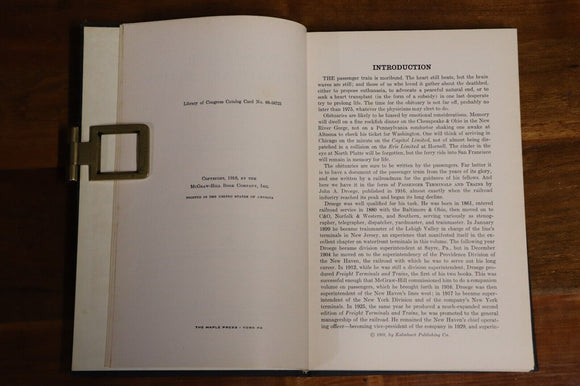 Library of Congress Catalog Card No.
COPYRIGHT, 1916, BY THE
MCGRAW-HILL BOOK COMPANY, INC.
PRINTED IN THE UNITED STATES OF AMERICA
THE MAPLE PRESS - YORK PA
INTRODUCTION
THE passenger train is moribund. The heart still beats, but the brain
waves are still; and those of us who loved it gather about the deathbed,
either to propose euthanasia, to advocate a peaceful natural end, or to
seek a heart transplant (in the form of a subsidy) in one last desperate
try to prolong life. The time for the obituary is not far off, probably no
later than 1975, whatever the physicians may elect to do.
Obituaries are likely to be biased by emotional considerations. Memory
will dwell on a fine rockfish dinner on the Chesapeake & Ohio in the New
River Gorge, not on a Pennsylvania conductor shaking one awake at
Altoona to check his ticket for Washington. One will think of arriving in
Chicago on the minute on the Capitol Limited, not of almost being dis-
patched in a collision on the Erie Limited at Hornell. The cinder in the
eye at North Platte will be forgotten, but the ferry ride into San Francisco
will remain in memory for life.
The obituaries are sure to be written by the passengers. Far better it
is to have a document of the passenger train from the years of its glory,
and one written by a railroadman for the guidance of his fellows. And
here we have it in the form of PASSENGER TERMINALS AND TRAINS by
John A. Droege, published in 1916, almost exactly when the railroad
industry reached its peak and began its long decline.
Droege was well qualified for his task. He was born in 1861, entered
railroad service in 1880 with the Baltimore & Ohio, then moved on to
C&O, Norfolk & Western, and Southern, serving variously as stenog-
rapher, telegrapher, dispatcher, yardmaster, and trainmaster. In January
1899 he became trainmaster of the Lehigh Valley in charge of the line's
terminals in New Jersey, an experience that manifested itself in the excel-
lent chapter on waterfront terminals in this volume. The following year
Droege became division superintendent at Sayre, Pa., but in December
1904 he moved to the superintendency of the Providence Division of
the New Haven, the railroad with which he was to serve out his long
career. In 1912, while he was still a division superintendent, Droege pro-
duced Freight Terminals and Trains, the first of his two books. This was
successful enough that McGraw-Hill commissioned him to do a companion
volume on passengers, which he brought forth in 1916. Droege rose
quickly in the New Haven's lines west; in 1917 he became superintendent
of the New York Division and of the company's New York
Terminals. In 1925, the same year he produced a much-expanded second
edition of Freight Terminals and Trains, he was promoted to the general
managership of the railroad. He remained the New Haven's chief operat-
ing officer—becoming vice-president of the company in 1929, and superin-
by Kalmbach Publishing Co.